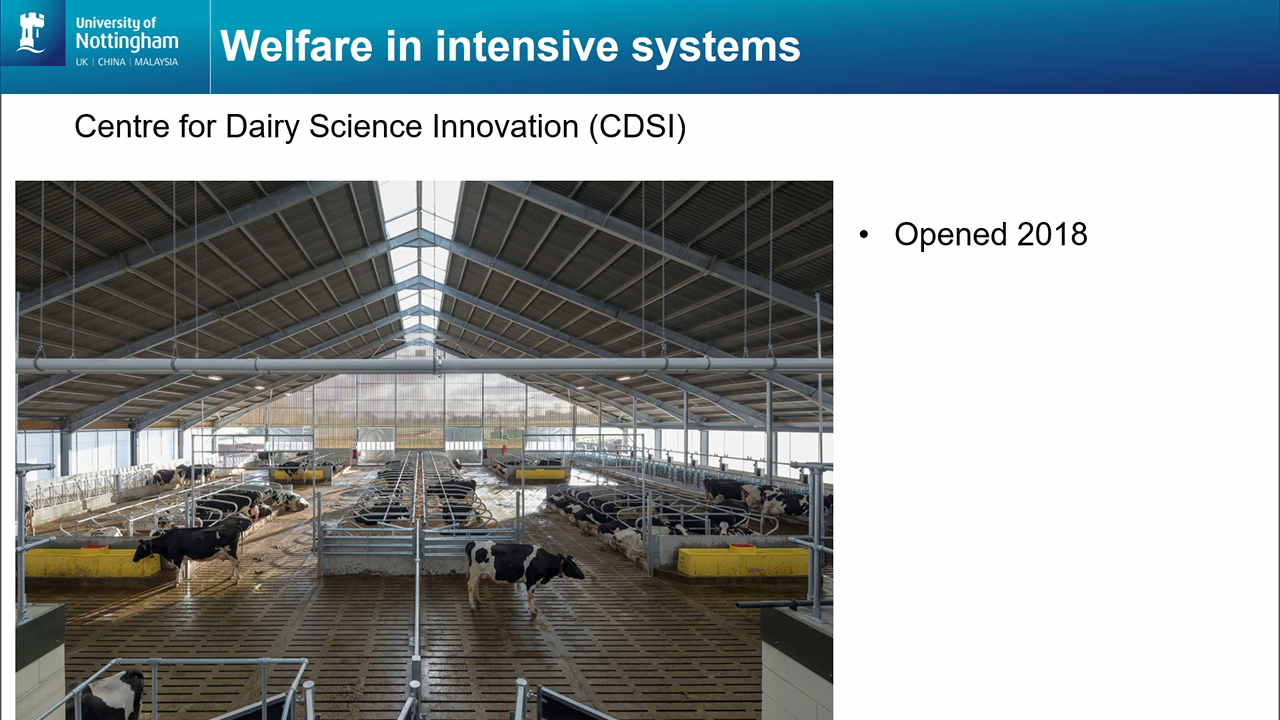 University of
Nottingham
UK | CHINA | MALAYSIA
Welfare in intensive systems
Centre for Dairy Science Innovation (CDSI)
• Opened 2018